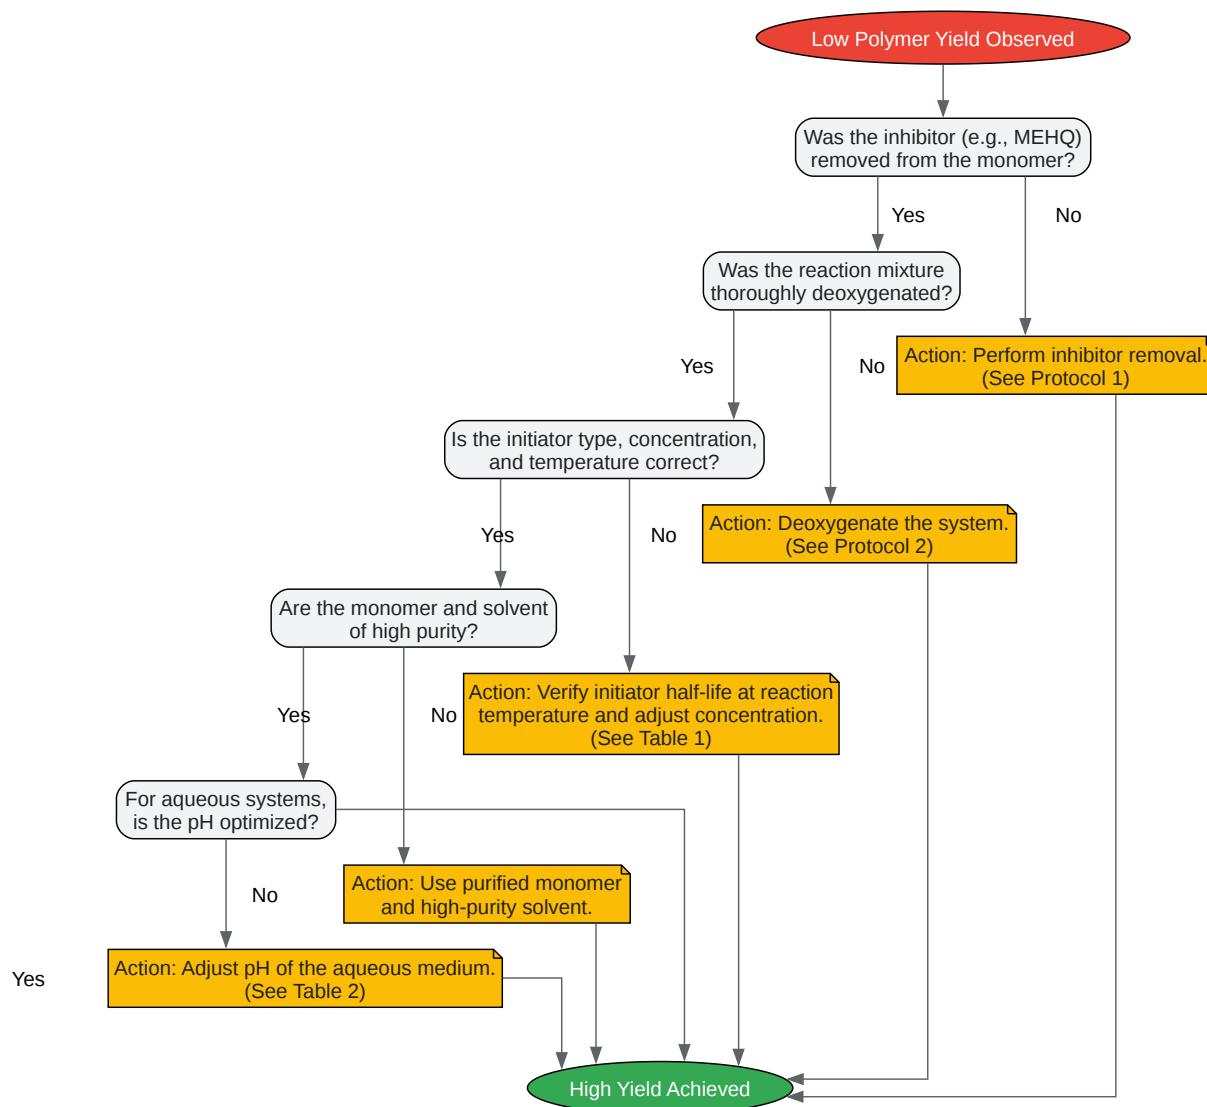 Low Polymer Yield Observed
Was the inhibitor (e.g., MEHQ)
removed from the monomer?
Yes
No
Was the reaction mixture
thoroughly deoxygenated?
Yes
No
Action: Perform inhibitor removal.
(See Protocol 1)
Is the initiator type, concentration,
and temperature correct?
Yes
No
Action: Deoxygenate the system.
(See Protocol 2)
Are the monomer and solvent
of high purity?
Yes
No
Action: Verify initiator half-life at reaction
temperature and adjust concentration.
(See Table 1)
For aqueous systems,
is the pH optimized?
No
Action: Use purified monomer
and high-purity solvent.
Yes
Action: Adjust pH of the aqueous medium.
(See Table 2)
High Yield Achieved